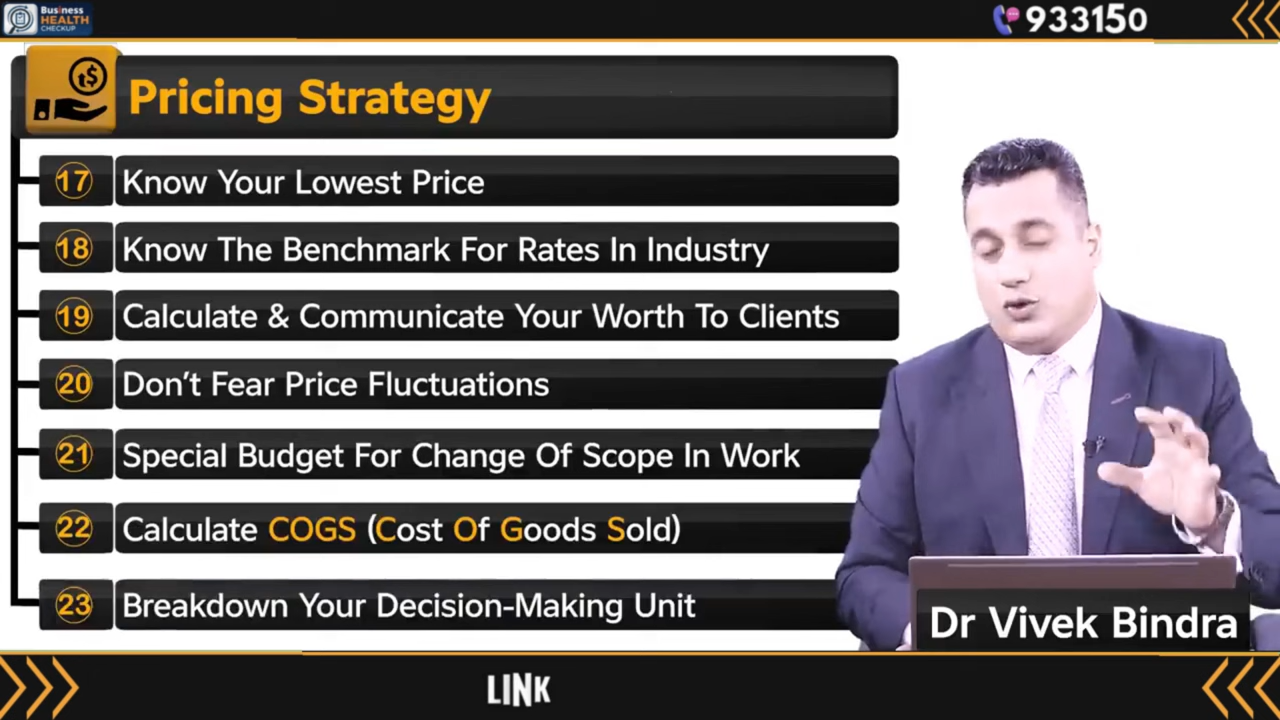 Business
HEALTH
CHECKUP
933150
Pricing Strategy
17 Know Your Lowest Price
18 Know The Benchmark For Rates In Industry
19 Calculate & Communicate Your Worth To Clients
20 Don't Fear Price Fluctuations
21 Special Budget For Change Of Scope In Work
22 Calculate COGS (Cost Of Goods Sold)
23 Breakdown Your Decision-Making Unit
Dr Vivek Bindra
LINK